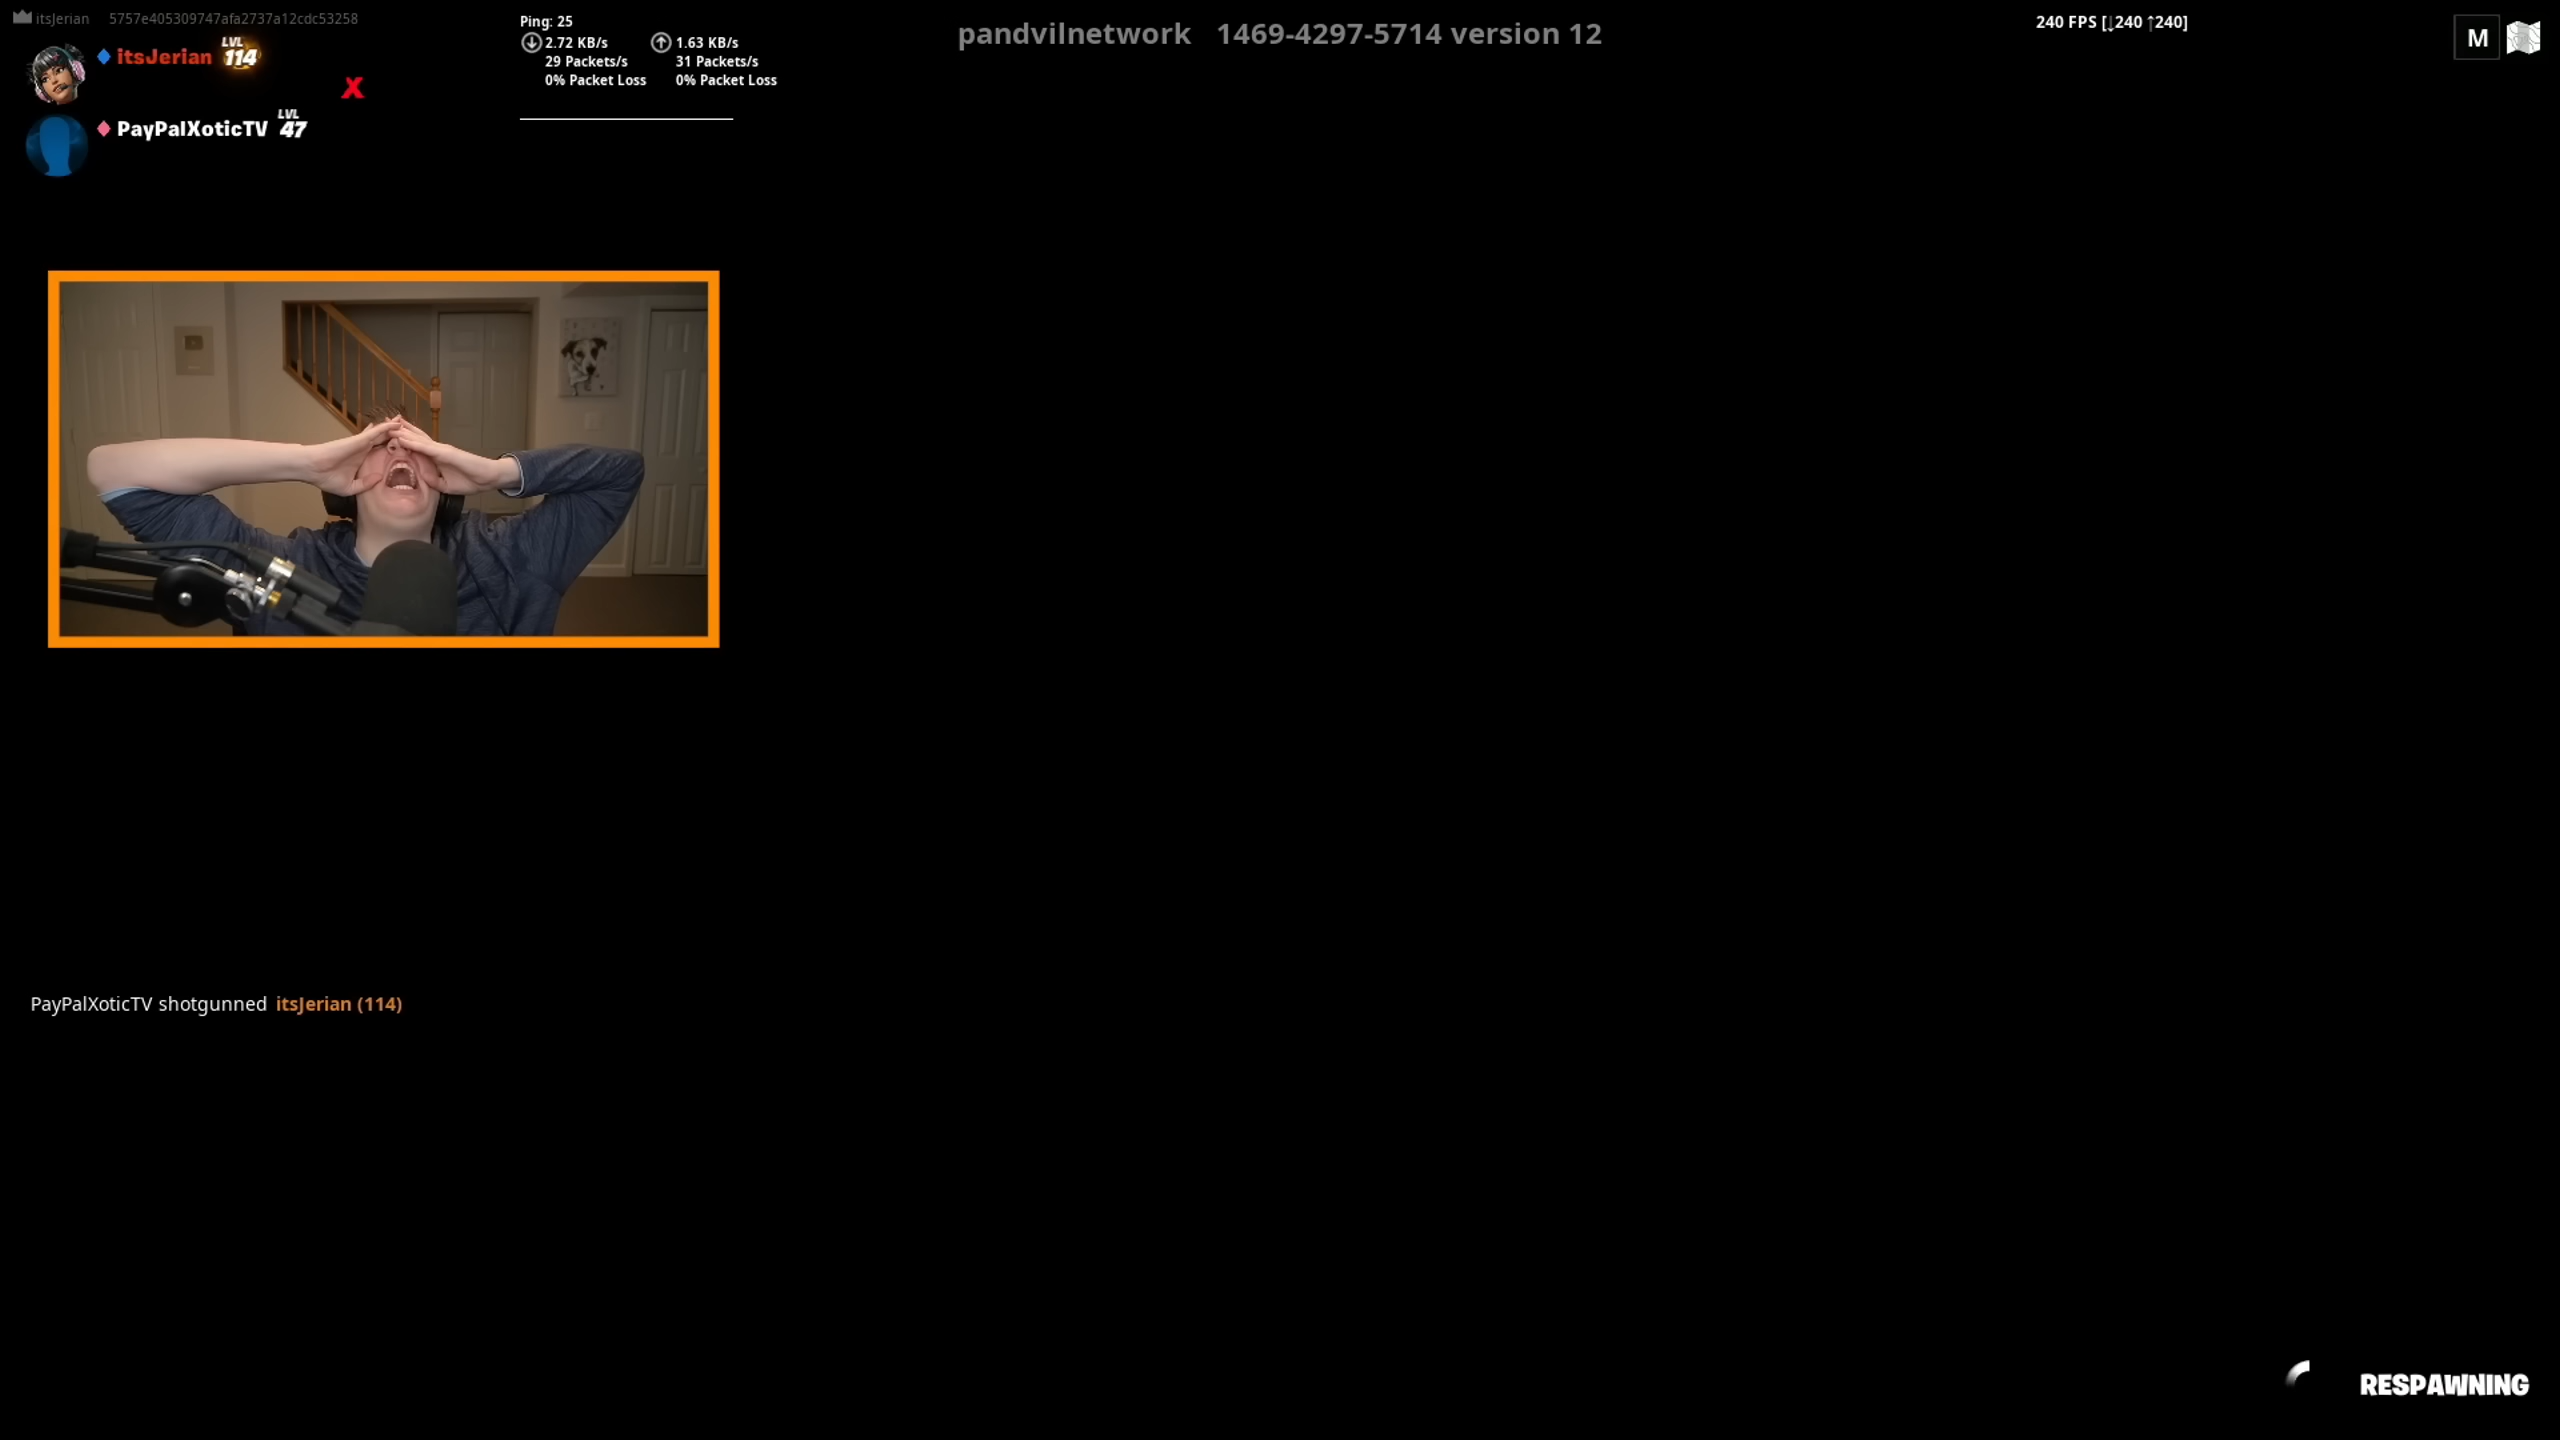 itsJerian 5757e405309747afa2737a12cdc53258
itsJerian LVL 114
X
PayPalXoticTV LVL 47
Ping: 25
2.72 KB/s 1.63 KB/s
29 Packets/s 31 Packets/s
0% Packet Loss 0% Packet Loss
pandvilnetwork 1469-4297-5714 version 12
240 FPS [↓240 ↑240]
M
PayPalXoticTV shotgunned itsJerian (114)
RESPAWNING